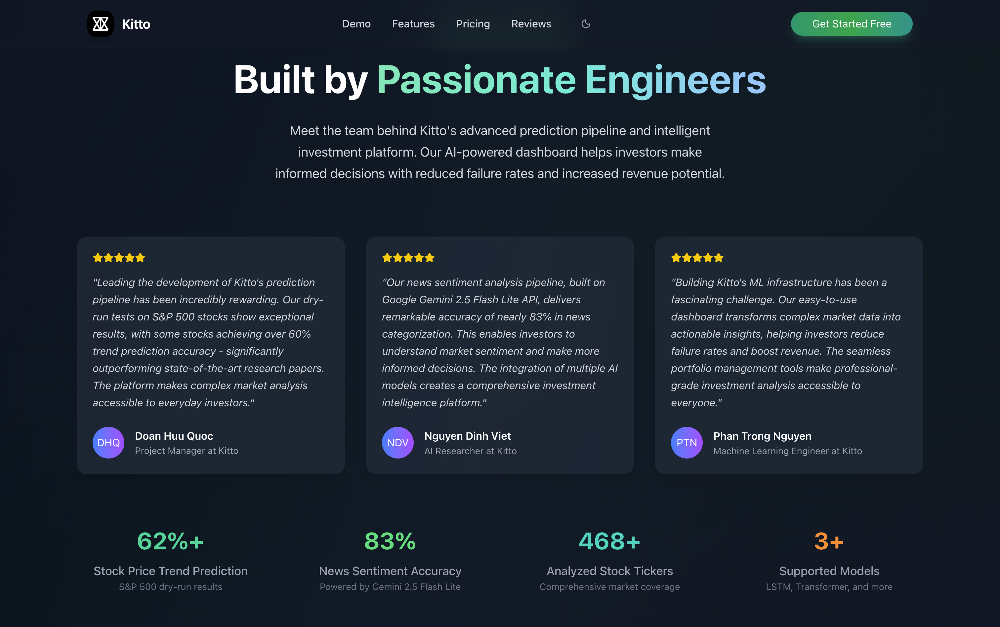 Kitto
Demo Features Pricing Reviews
Get Started Free
Built by Passionate Engineers
Meet the team behind Kitto's advanced prediction pipeline and intelligent
investment platform. Our AI-powered dashboard helps investors make
informed decisions with reduced failure rates and increased revenue potential.
"Leading the development of Kitto's prediction
pipeline has been incredibly rewarding. Our dry-
run tests on S&P 500 stocks show exceptional
results, with some stocks achieving over 60%
trend prediction accuracy - significantly
outperforming state-of-the-art research papers.
The platform makes complex market analysis
accessible to everyday investors."
DHQ
Doan Huu Quoc
Project Manager at Kitto
"Our news sentiment analysis pipeline, built on
Google Gemini 2.5 Flash Lite API, delivers
remarkable accuracy of nearly 83% in news
categorization. This enables investors to
understand market sentiment and make more
informed decisions. The integration of multiple AI
models creates a comprehensive investment
intelligence platform."
NDV
Nguyen Dinh Viet
AI Researcher at Kitto
"Building Kitto's ML infrastructure has been a
fascinating challenge. Our easy-to-use
dashboard transforms complex market data into
actionable insights, helping investors reduce
failure rates and boost revenue. The seamless
portfolio management tools make professional-
grade investment analysis accessible to
everyone."
PTN
Phan Trong Nguyen
Machine Learning Engineer at Kitto
62%+
Stock Price Trend Prediction
S&P 500 dry-run results
83%
News Sentiment Accuracy
Powered by Gemini 2.5 Flash Lite
468+
Analyzed Stock Tickers
Comprehensive market coverage
3+
Supported Models
LSTM, Transformer, and more